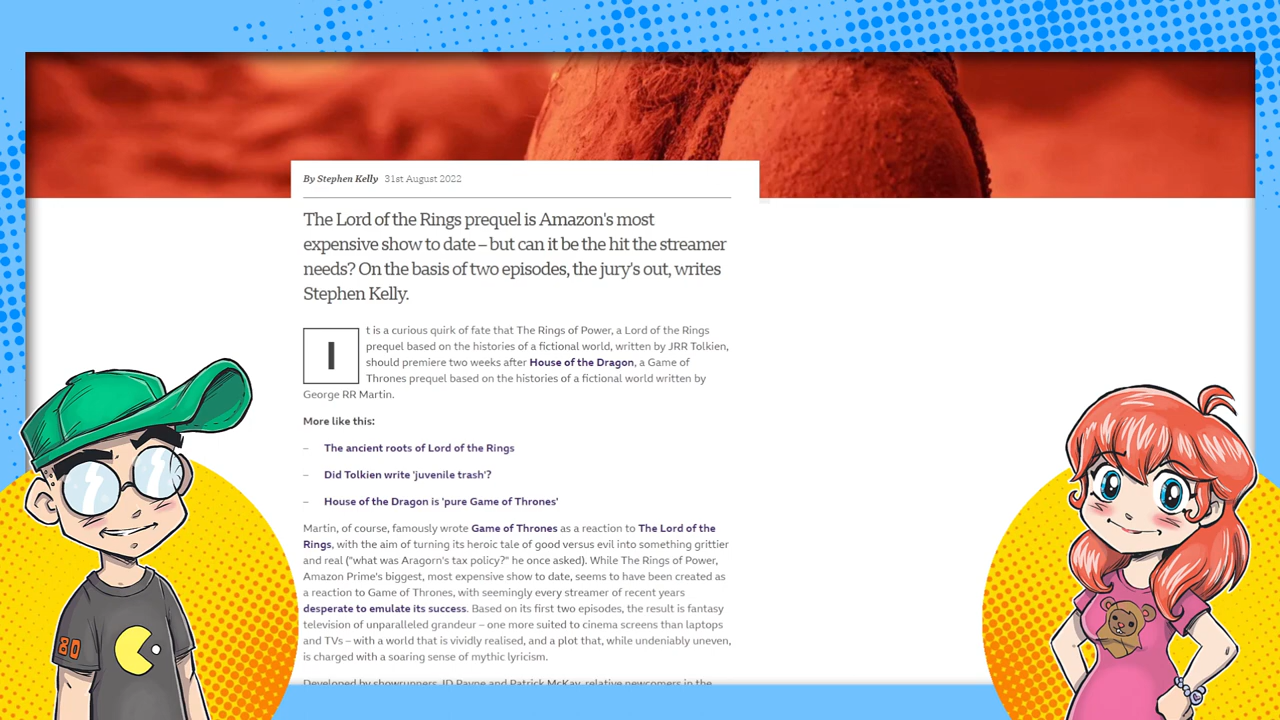 By Stephen Kelly 31st August 2022
The Lord of the Rings prequel is Amazon's most
expensive show to date – but can it be the hit the streamer
needs? On the basis of two episodes, the jury's out, writes
Stephen Kelly.
It is a curious quirk of fate that The Rings of Power, a Lord of the Rings
prequel based on the histories of a fictional world, written by JRR Tolkien,
should premiere two weeks after House of the Dragon, a Game of
Thrones prequel based on the histories of a fictional world written by
George RR Martin.
More like this:
– The ancient roots of Lord of the Rings
– Did Tolkien write 'juvenile trash'?
– House of the Dragon is 'pure Game of Thrones'
Martin, of course, famously wrote Game of Thrones as a reaction to The Lord of the
Rings, with the aim of turning its heroic tale of good versus evil into something grittier
and real ("what was Aragorn's tax policy?" he once asked). While The Rings of Power,
Amazon Prime's biggest, most expensive show to date, seems to have been created as
a reaction to Game of Thrones, with seemingly every streamer of recent years
desperate to emulate its success. Based on its first two episodes, the result is fantasy
television of unparalleled grandeur – one more suited to cinema screens than laptops
and TVs – with a world that is vividly realised, and a plot that, while undeniably uneven,
is charged with a soaring sense of mythic lyricism.
Developed by showrunners JD Payne and Patrick McKay, relative newcomers in the
80